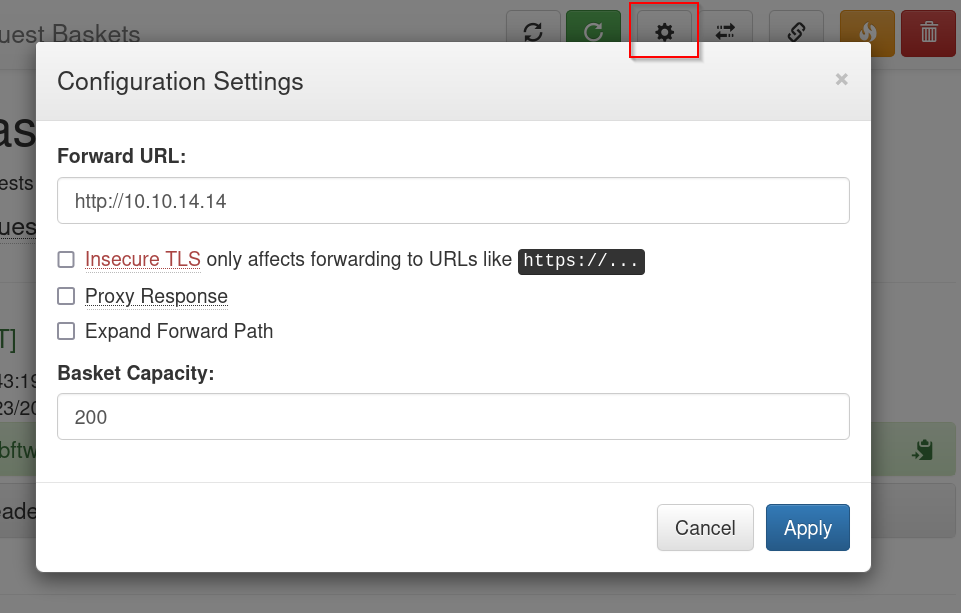 uest Baskets
Configuration Settings
×
as
Forward URL:
ests
http://10.10.14.14
ues
Insecure TLS only affects forwarding to URLs like https://...
Proxy Response
T]
Expand Forward Path
43:19
Basket Capacity:
23/20
200
bftw
eade
Cancel
Apply